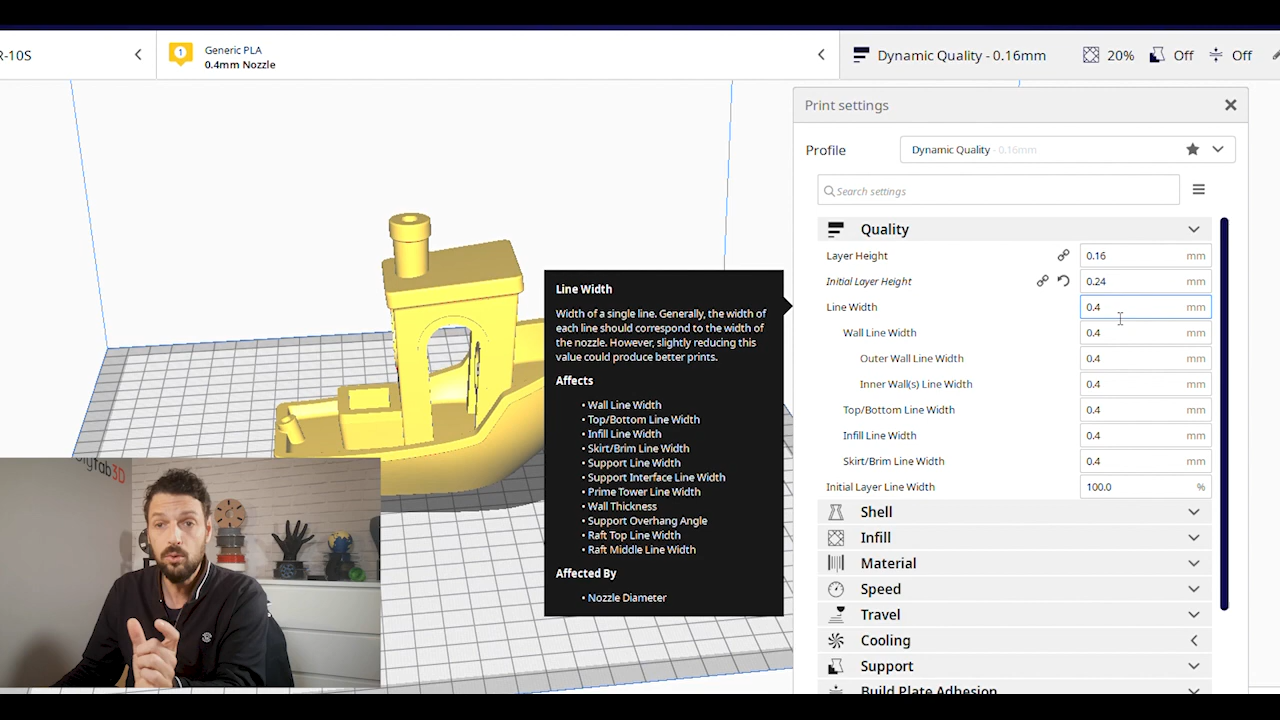 R-10S
1
Generic PLA
0.4mm Nozzle
Dynamic Quality - 0.16mm
20%
Off
Off
Print settings
Profile
Dynamic Quality - 0.16mm
Search settings
Quality
Layer Height
0.16
mm
Initial Layer Height
0.24
mm
Line Width
0.4
mm
Wall Line Width
0.4
mm
Outer Wall Line Width
0.4
mm
Inner Wall(s) Line Width
0.4
mm
Top/Bottom Line Width
0.4
mm
Infill Line Width
0.4
mm
Skirt/Brim Line Width
0.4
mm
Initial Layer Line Width
100.0
%
Shell
Infill
Material
Speed
Travel
Cooling
Support
Build Plate Adhesion
Line Width
Width of a single line. Generally, the width of
each line should correspond to the width of
the nozzle. However, slightly reducing this
value could produce better prints.
Affects
• Wall Line Width
• Top/Bottom Line Width
• Infill Line Width
• Skirt/Brim Line Width
• Support Line Width
• Support Interface Line Width
• Prime Tower Line Width
• Wall Thickness
• Support Overhang Angle
• Raft Top Line Width
• Raft Middle Line Width
Affected By
• Nozzle Diameter